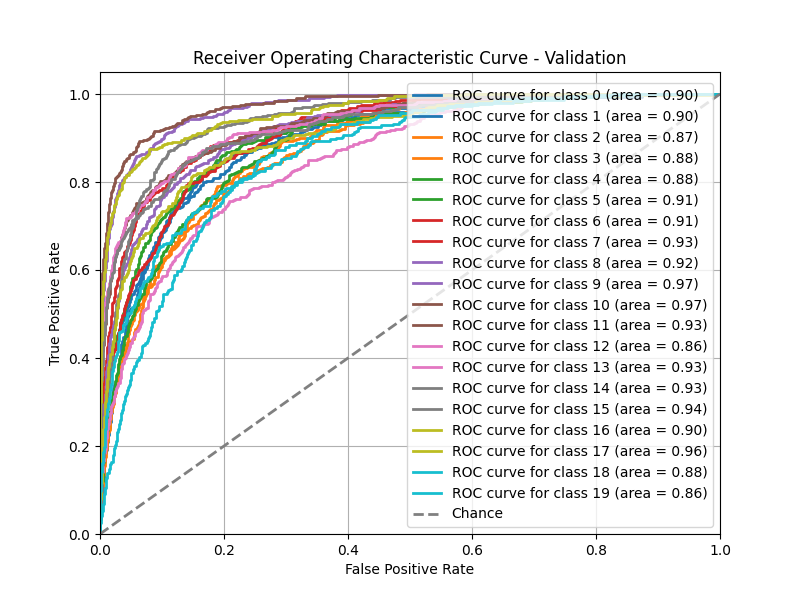 Receiver Operating Characteristic Curve - Validation
True Positive Rate
1.0
0.8
0.6
0.4
0.2
0.0
ROC curve for class 0 (area = 0.90)
ROC curve for class 1 (area = 0.90)
ROC curve for class 2 (area = 0.87)
ROC curve for class 3 (area = 0.88)
ROC curve for class 4 (area = 0.88)
ROC curve for class 5 (area = 0.91)
ROC curve for class 6 (area = 0.91)
ROC curve for class 7 (area = 0.93)
ROC curve for class 8 (area = 0.92)
ROC curve for class 9 (area = 0.97)
ROC curve for class 10 (area = 0.97)
ROC curve for class 11 (area = 0.93)
ROC curve for class 12 (area = 0.86)
ROC curve for class 13 (area = 0.93)
ROC curve for class 14 (area = 0.93)
ROC curve for class 15 (area = 0.94)
ROC curve for class 16 (area = 0.90)
ROC curve for class 17 (area = 0.96)
ROC curve for class 18 (area = 0.88)
ROC curve for class 19 (area = 0.86)
Chance
0.0 0.2 0.4 0.6 0.8 1.0
False Positive Rate